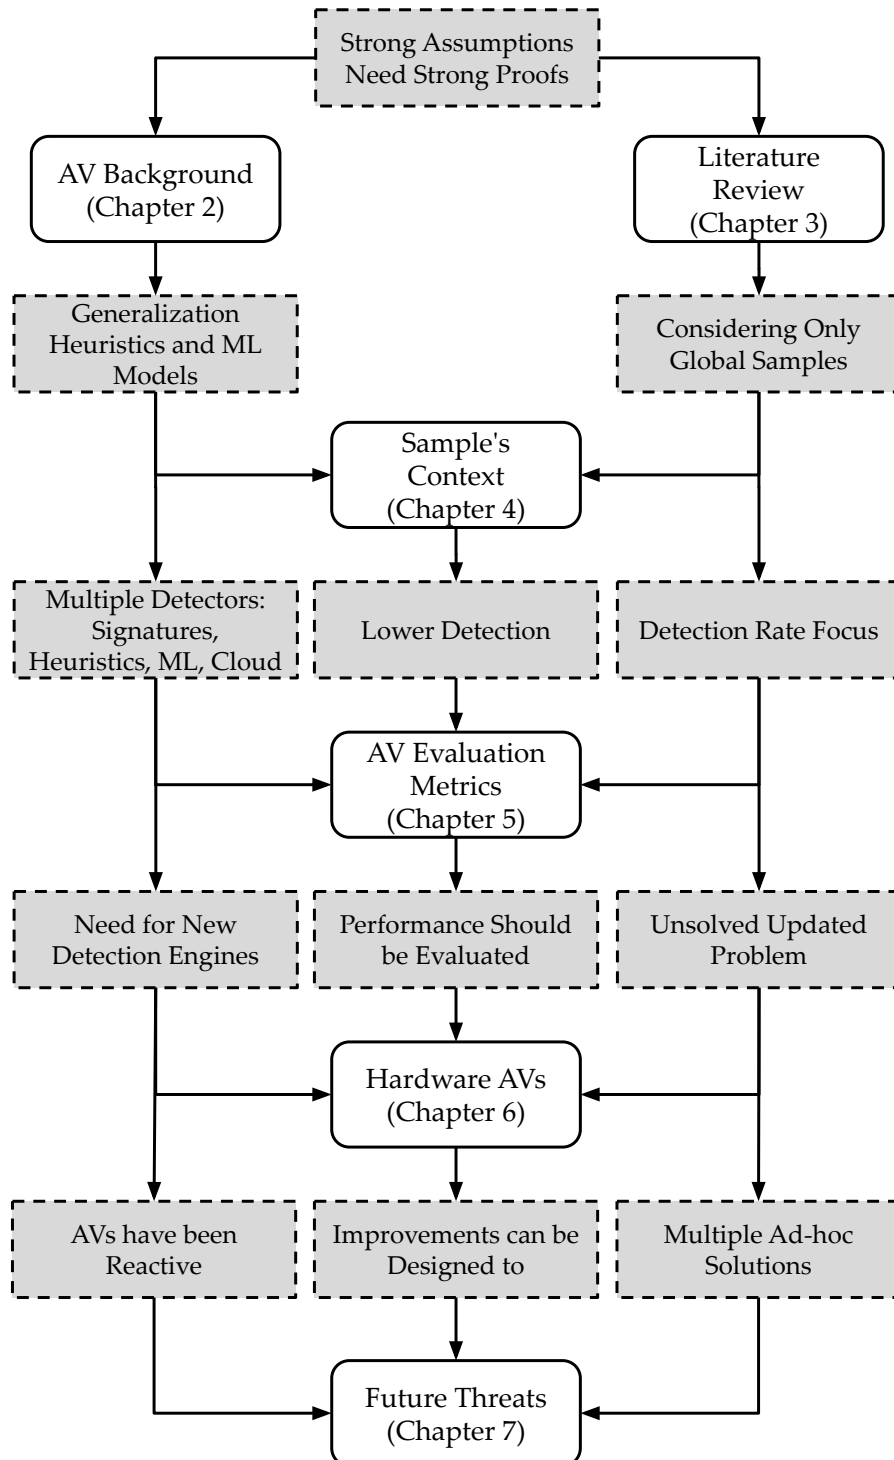 Strong Assumptions
Need Strong Proofs
AV Background
(Chapter 2)
Literature
Review
(Chapter 3)
Generalization
Heuristics and ML
Models
Considering Only
Global Samples
Sample's
Context
(Chapter 4)
Multiple Detectors:
Signatures,
Heuristics, ML, Cloud
Lower Detection
Detection Rate Focus
AV Evaluation
Metrics
(Chapter 5)
Need for New
Detection Engines
Performance Should
be Evaluated
Unsolved Updated
Problem
Hardware AVs
(Chapter 6)
AVs have been
Reactive
Improvements can be
Designed to
Multiple Ad-hoc
Solutions
Future Threats
(Chapter 7)